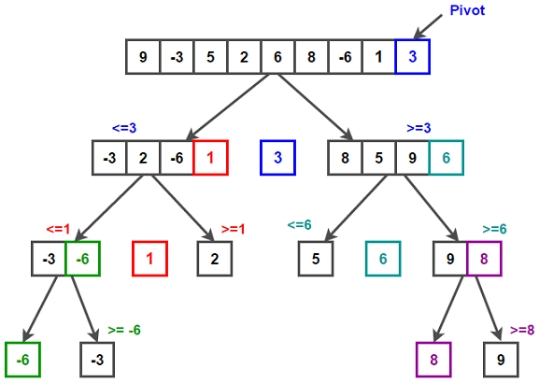 Pivot
9 -3 5 2 6 8 -6 1 3
<=3 >=3
-3 2 -6 1 3 8 5 9 6
<=1 >=1 <=6 >=6
-3 -6 1 2 5 6 9 8
>= -6 >=8
-6 -3 8 9